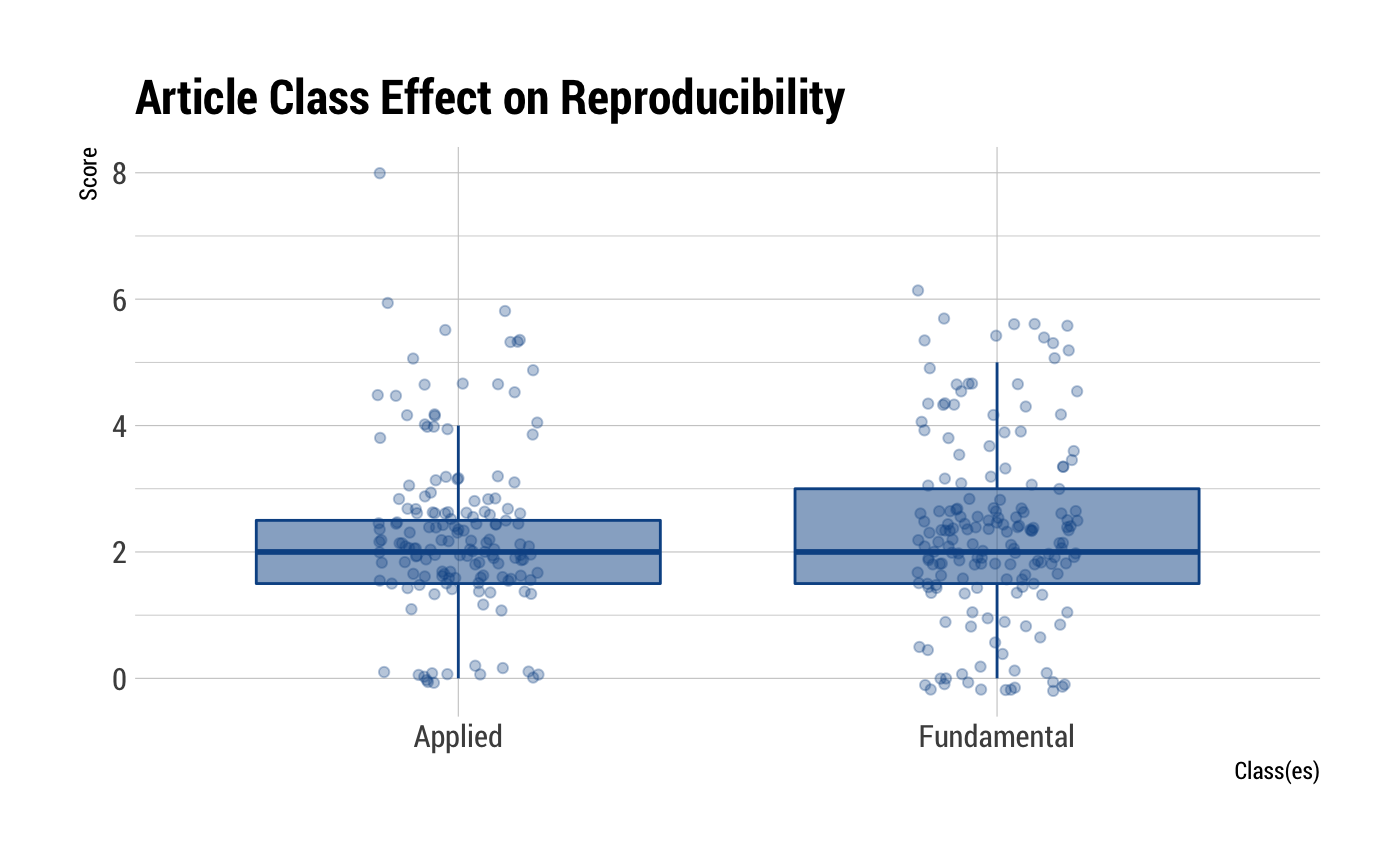 Article Class Effect on Reproducibility
Score
8
6
4
2
0
Applied
Fundamental
Class(es)